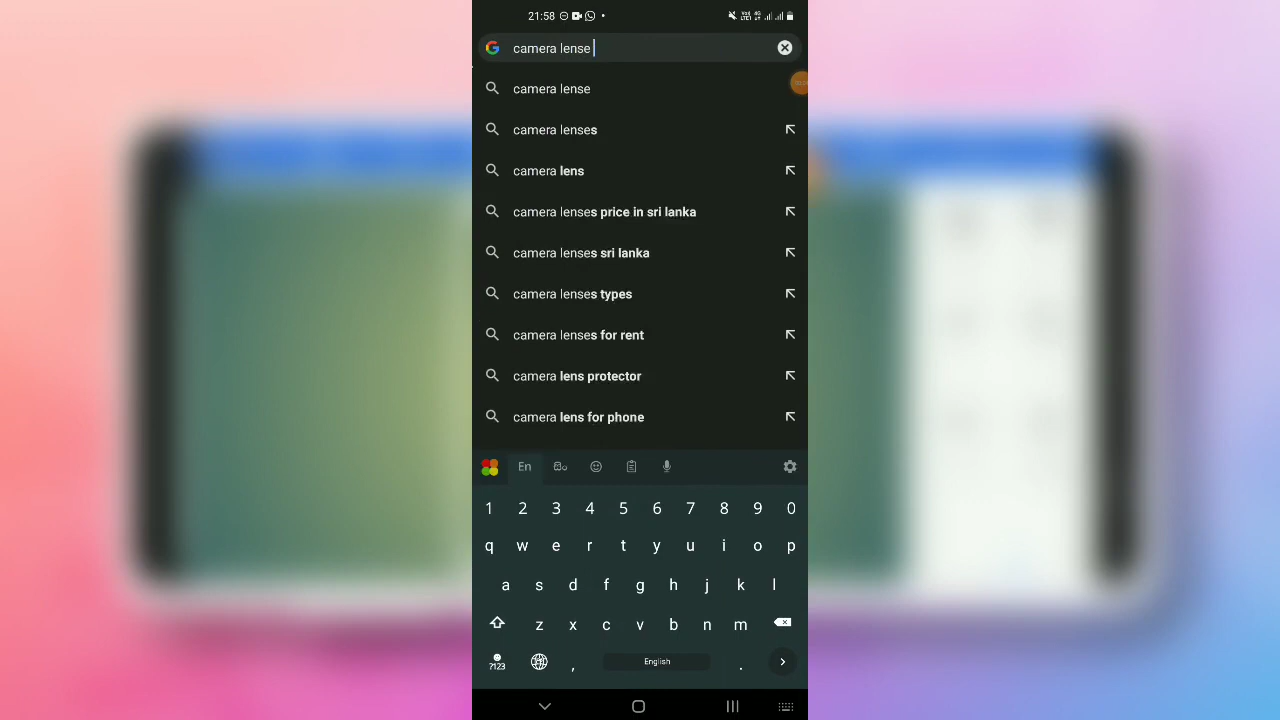 21:58
camera lense
camera lense
camera lenses
camera lens
camera lenses price in sri lanka
camera lenses sri lanka
camera lenses types
camera lenses for rent
camera lens protector
camera lens for phone
En
1 2 3 4 5 6 7 8 9 0
q w e r t y u i o p
a s d f g h j k l
z x c v b n m
?123 , English .